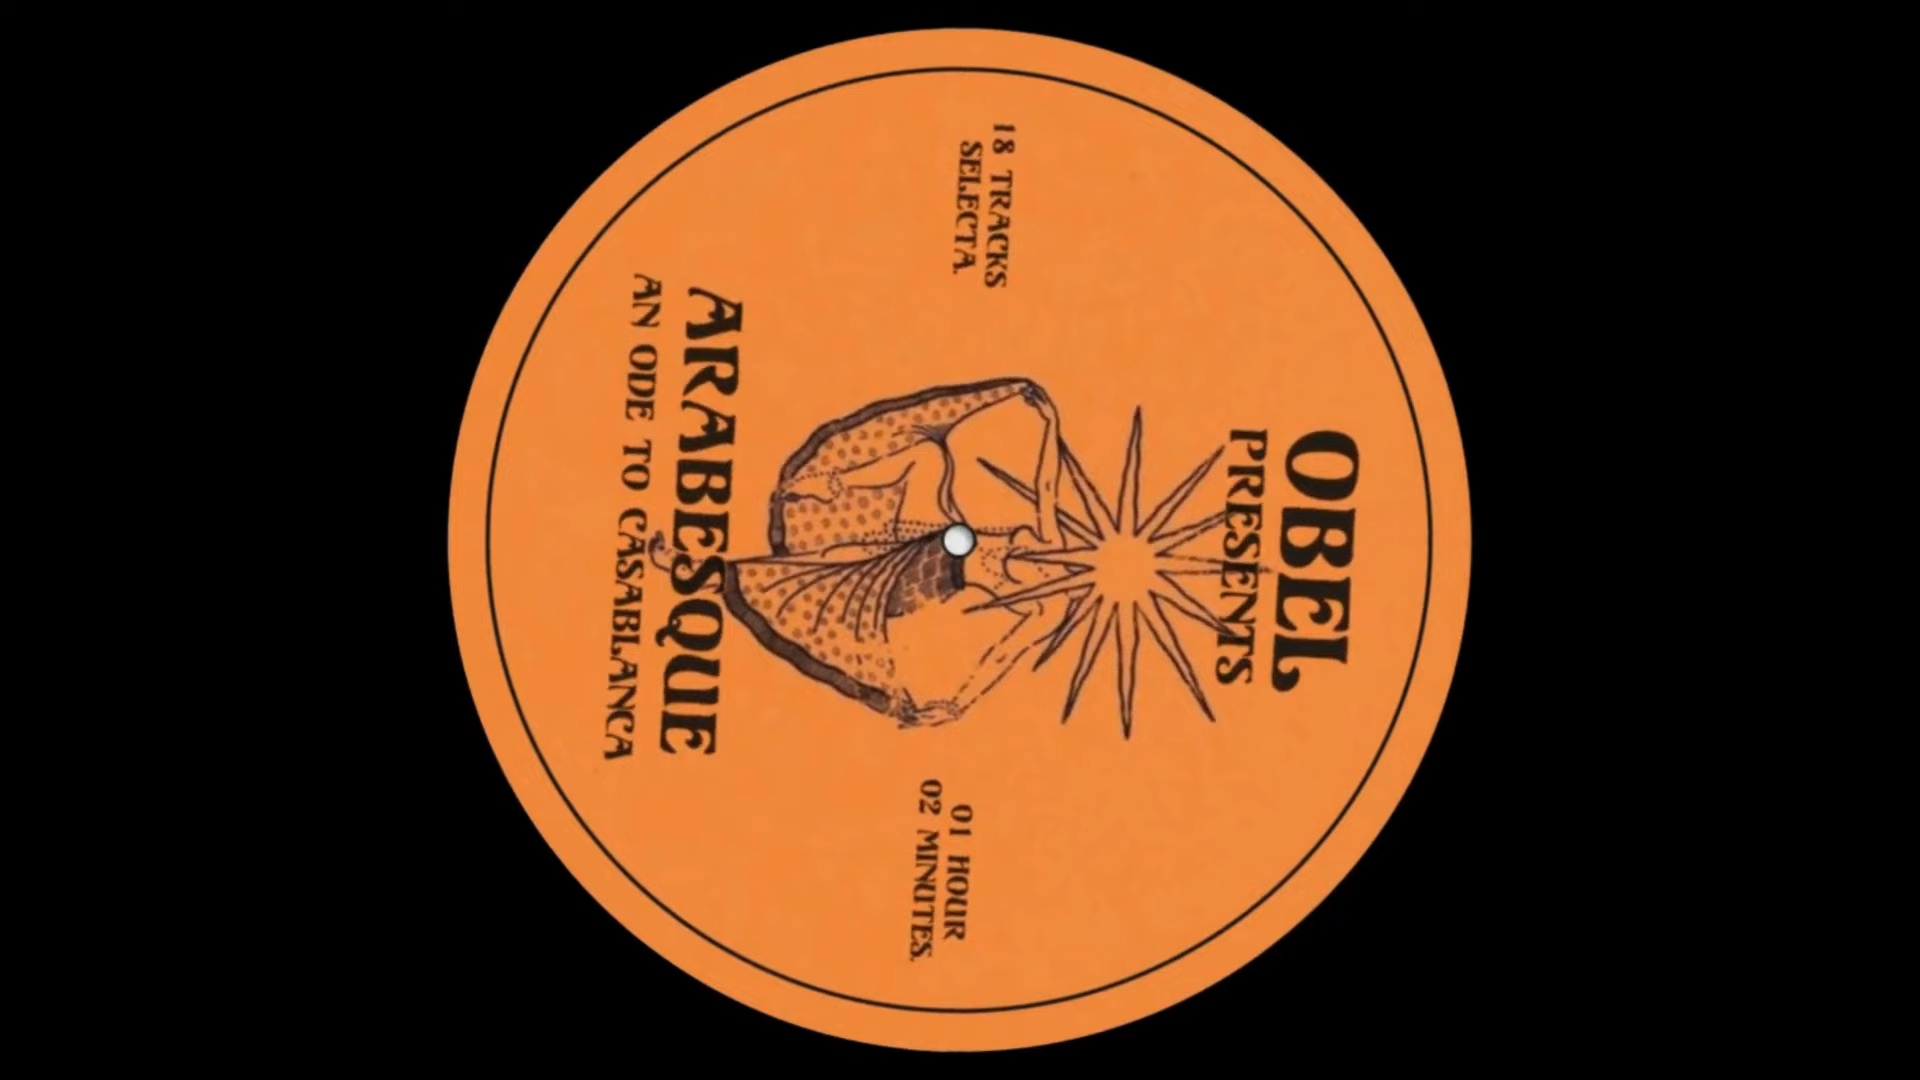 OBEL
PRESENTS
18 TRACKS
SELECTA.
01 HOUR
02 MINUTES.
ARABESQUE
AN ODE TO CASABLANCA